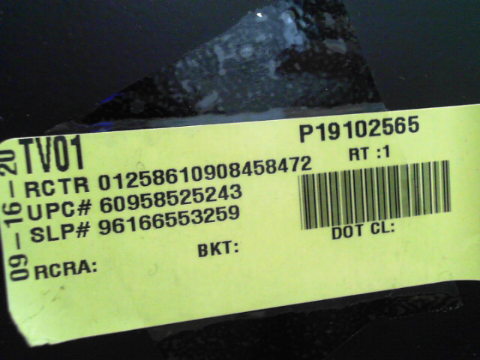 09-16-20
TV01
P19102565
RCTR 01258610908458472
RT :1
UPC# 60958525243
SLP# 96166553259
BKT:
DOT CL:
RCRA: